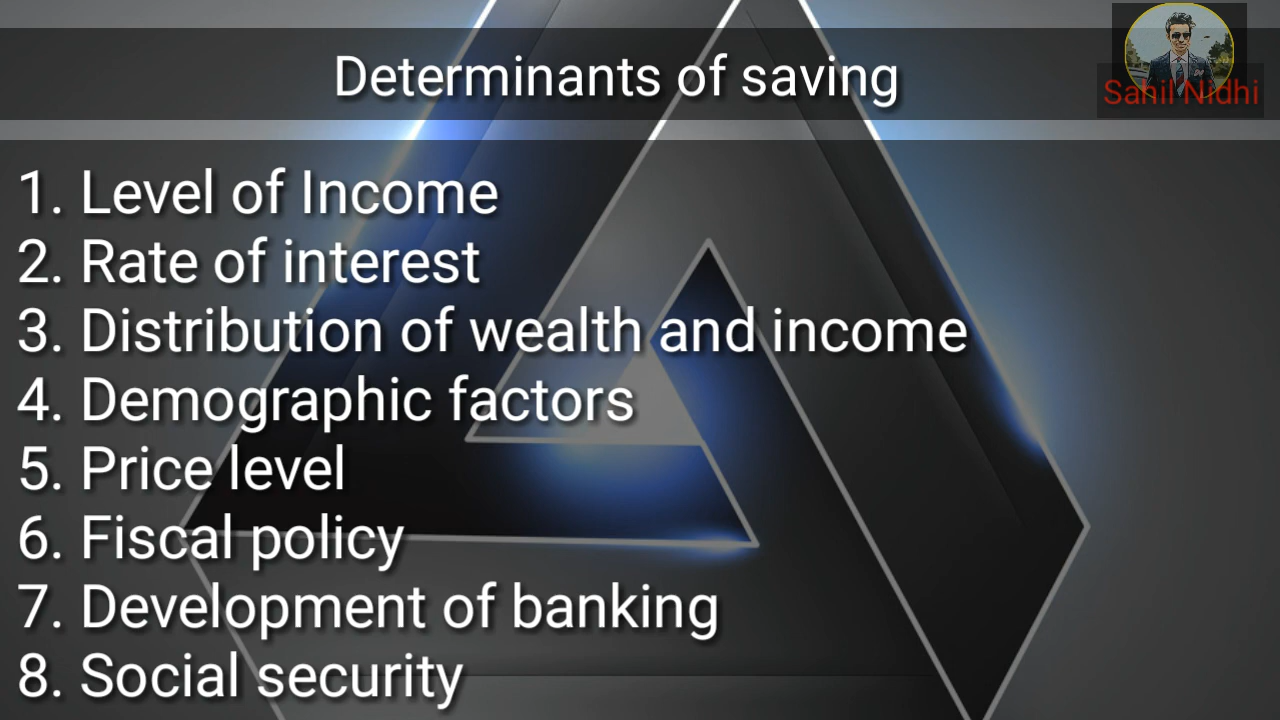 Determinants of saving
Sahil Nidhi
1. Level of Income
2. Rate of interest
3. Distribution of wealth and income
4. Demographic factors
5. Price level
6. Fiscal policy
7. Development of banking
8. Social security